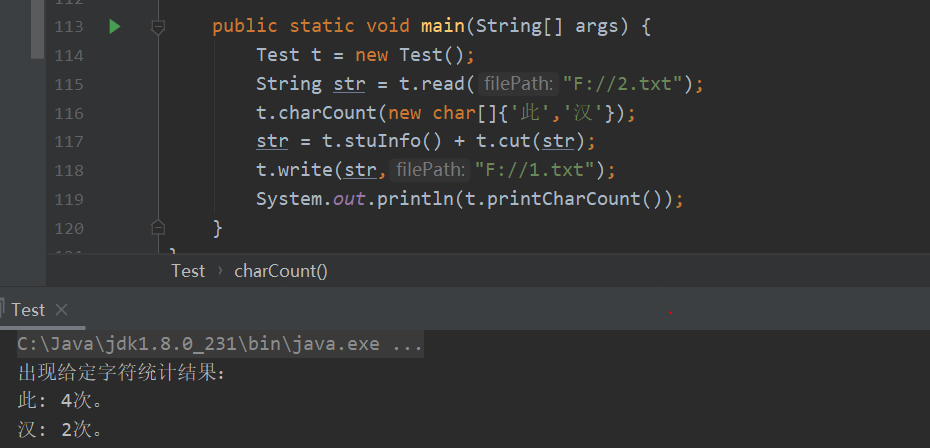 113 public static void main(String[] args) {
114 Test t = new Test();
115 String str = t.read( filePath: "F://2.txt");
116 t.charCount(new char[]{'此','汉'});
117 str = t.stuInfo() + t.cut(str);
118 t.write(str, filePath: "F://1.txt");
119 System.out.println(t.printCharCount());
120 }
Test › charCount()
Test ×
C:\Java\jdk1.8.0_231\bin\java.exe ...
出现给定字符统计结果:
此: 4次。
汉: 2次。